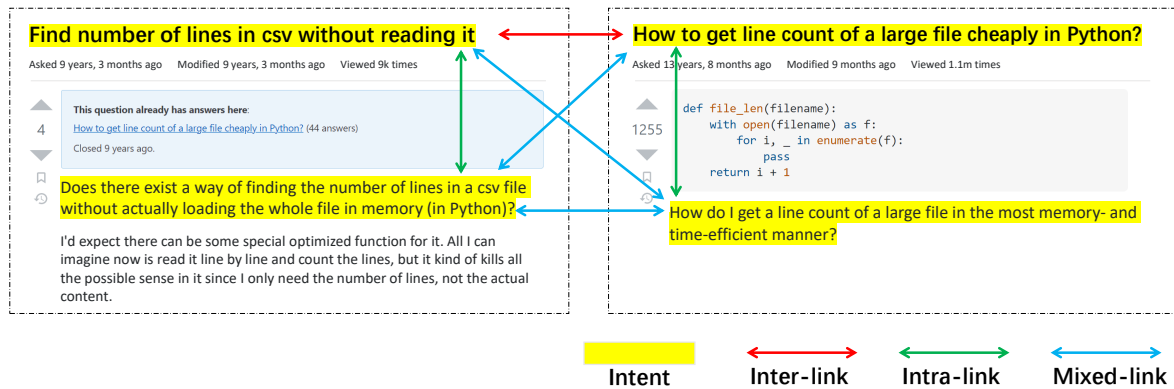 Find number of lines in csv without reading it
Asked 9 years, 3 months ago Modified 9 years, 3 months ago Viewed 9k times
This question already has answers here:
How to get line count of a large file cheaply in Python? (44 answers)
Closed 9 years ago.
4
Does there exist a way of finding the number of lines in a csv file
without actually loading the whole file in memory (in Python)?
I'd expect there can be some special optimized function for it. All I can
imagine now is read it line by line and count the lines, but it kind of kills all
the possible sense in it since I only need the number of lines, not the actual
content.
How to get line count of a large file cheaply in Python?
Asked 13 years, 8 months ago Modified 9 months ago Viewed 1.1m times
1255
def file_len(filename):
    with open(filename) as f:
        for i, _ in enumerate(f):
            pass
    return i + 1
How do I get a line count of a large file in the most memory- and
time-efficient manner?
Intent Inter-link Intra-link Mixed-link